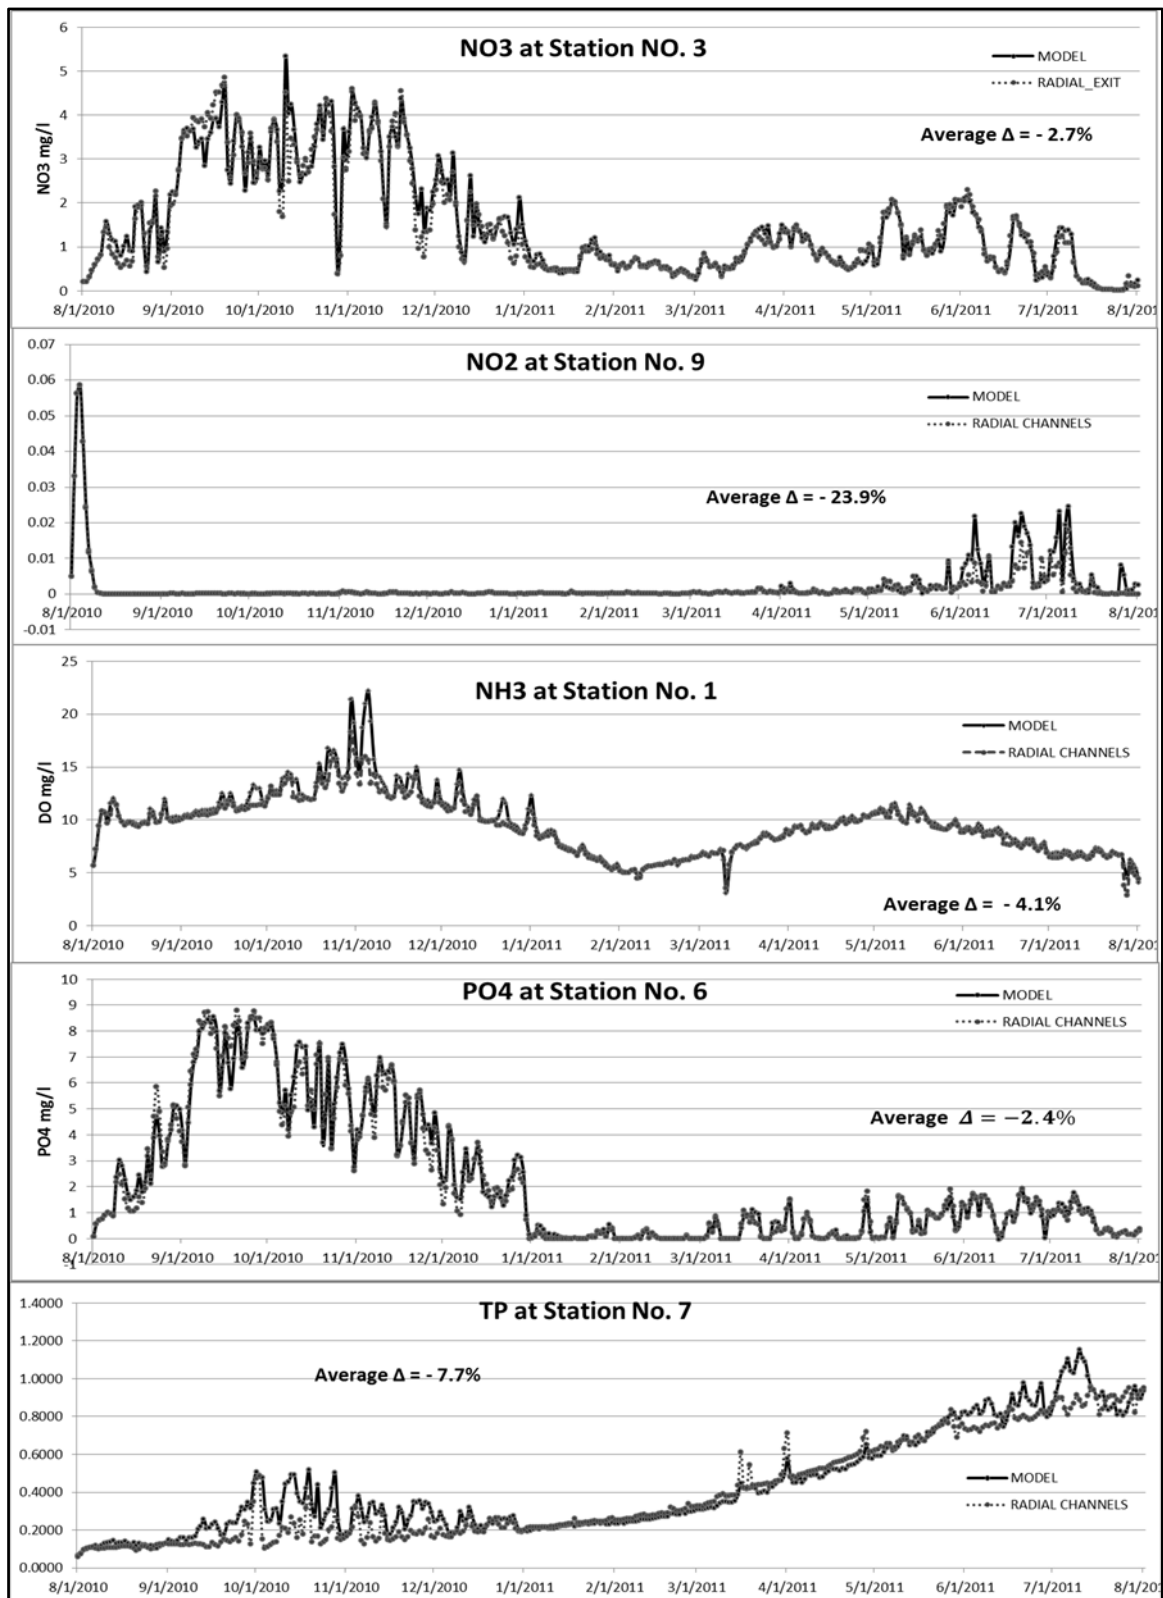 NO3 at Station NO. 3
MODEL
RADIAL_EXIT
Average Δ = - 2.7%
NO3 mg/l
6
5
4
3
2
1
0
8/1/2010 9/1/2010 10/1/2010 11/1/2010 12/1/2010 1/1/2011 2/1/2011 3/1/2011 4/1/2011 5/1/2011 6/1/2011 7/1/2011 8/1/201
NO2 at Station No. 9
MODEL
RADIAL CHANNELS
Average Δ = - 23.9%
0.07
0.06
0.05
0.04
0.03
0.02
0.01
0
-0.01
8/1/2010 9/1/2010 10/1/2010 11/1/2010 12/1/2010 1/1/2011 2/1/2011 3/1/2011 4/1/2011 5/1/2011 6/1/2011 7/1/2011 8/1/201
NH3 at Station No. 1
MODEL
RADIAL CHANNELS
Average Δ = - 4.1%
DO mg/l
25
20
15
10
5
0
8/1/2010 9/1/2010 10/1/2010 11/1/2010 12/1/2010 1/1/2011 2/1/2011 3/1/2011 4/1/2011 5/1/2011 6/1/2011 7/1/2011 8/1/201
PO4 at Station No. 6
MODEL
RADIAL CHANNELS
Average Δ = −2.4%
PO4 mg/l
10
9
8
7
6
5
4
3
2
1
0
-1
8/1/2010 9/1/2010 10/1/2010 11/1/2010 12/1/2010 1/1/2011 2/1/2011 3/1/2011 4/1/2011 5/1/2011 6/1/2011 7/1/2011 8/1/201
TP at Station No. 7
Average Δ = - 7.7%
MODEL
RADIAL CHANNELS
1.4000
1.2000
1.0000
0.8000
0.6000
0.4000
0.2000
0.0000
8/1/2010 9/1/2010 10/1/2010 11/1/2010 12/1/2010 1/1/2011 2/1/2011 3/1/2011 4/1/2011 5/1/2011 6/1/2011 7/1/2011 8/1/201